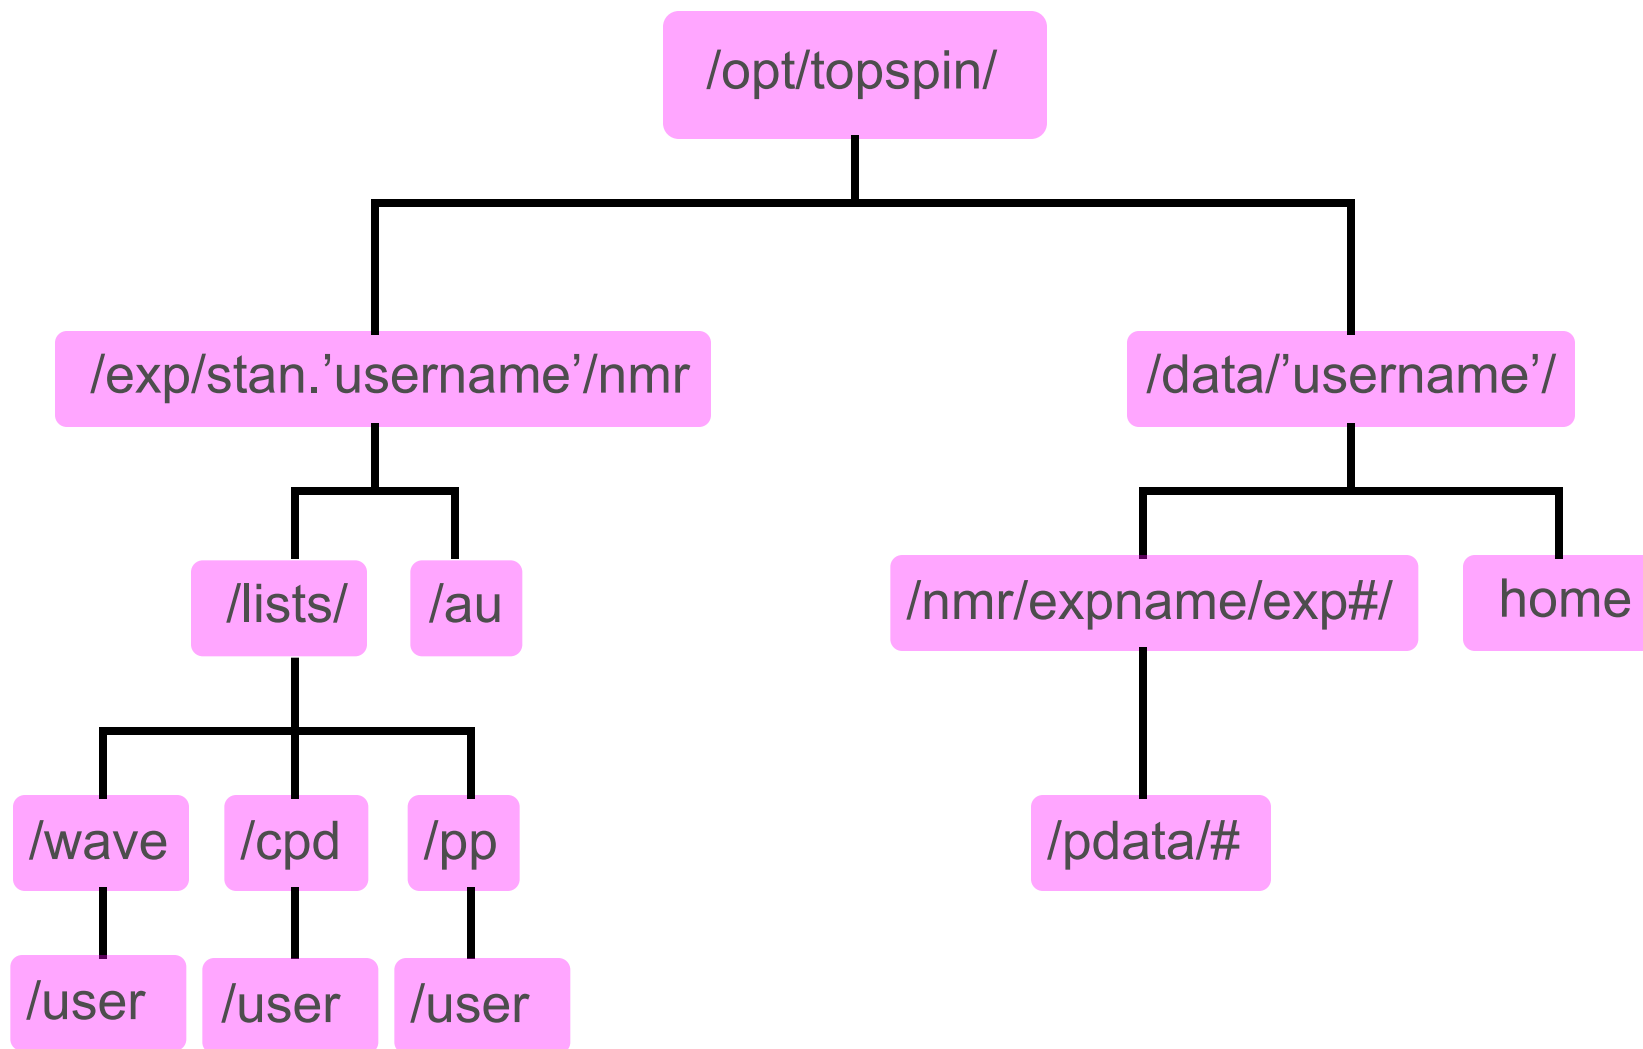 /opt/topspin/
/exp/stan.’username’/nmr
/data/’username’/
/lists/
/au
/nmr/expname/exp#/
home
/wave
/cpd
/pp
/pdata/#
/user
/user
/user